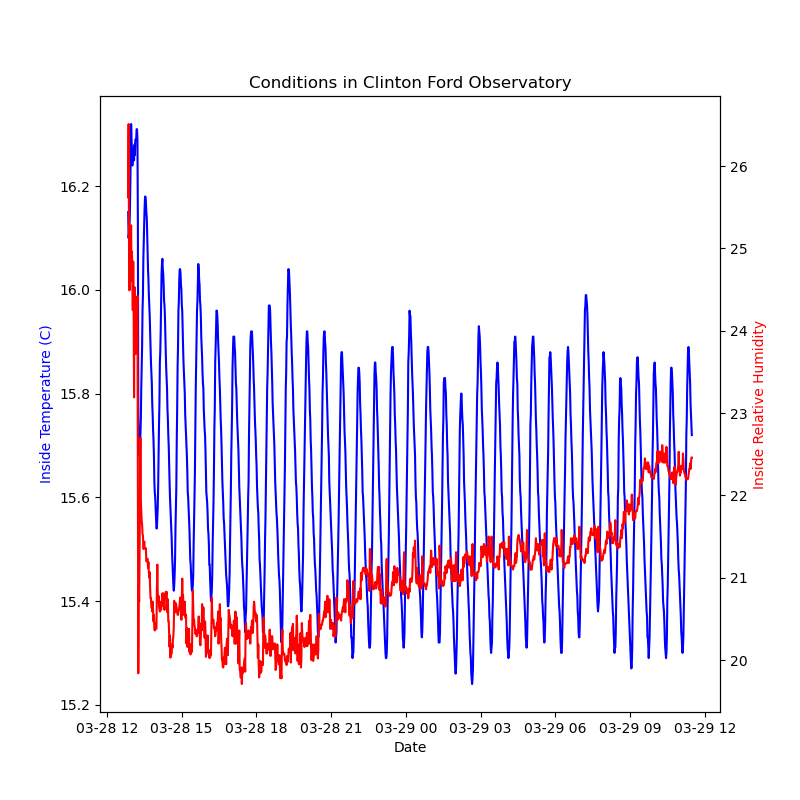 Conditions in Clinton Ford Observatory
Inside Temperature (C)
16.2
16.0
15.8
15.6
15.4
15.2
26
25
24
23
22
21
20
Inside Relative Humidity
03-28 12 03-28 15 03-28 18 03-28 21 03-29 00 03-29 03 03-29 06 03-29 09 03-29 12
Date